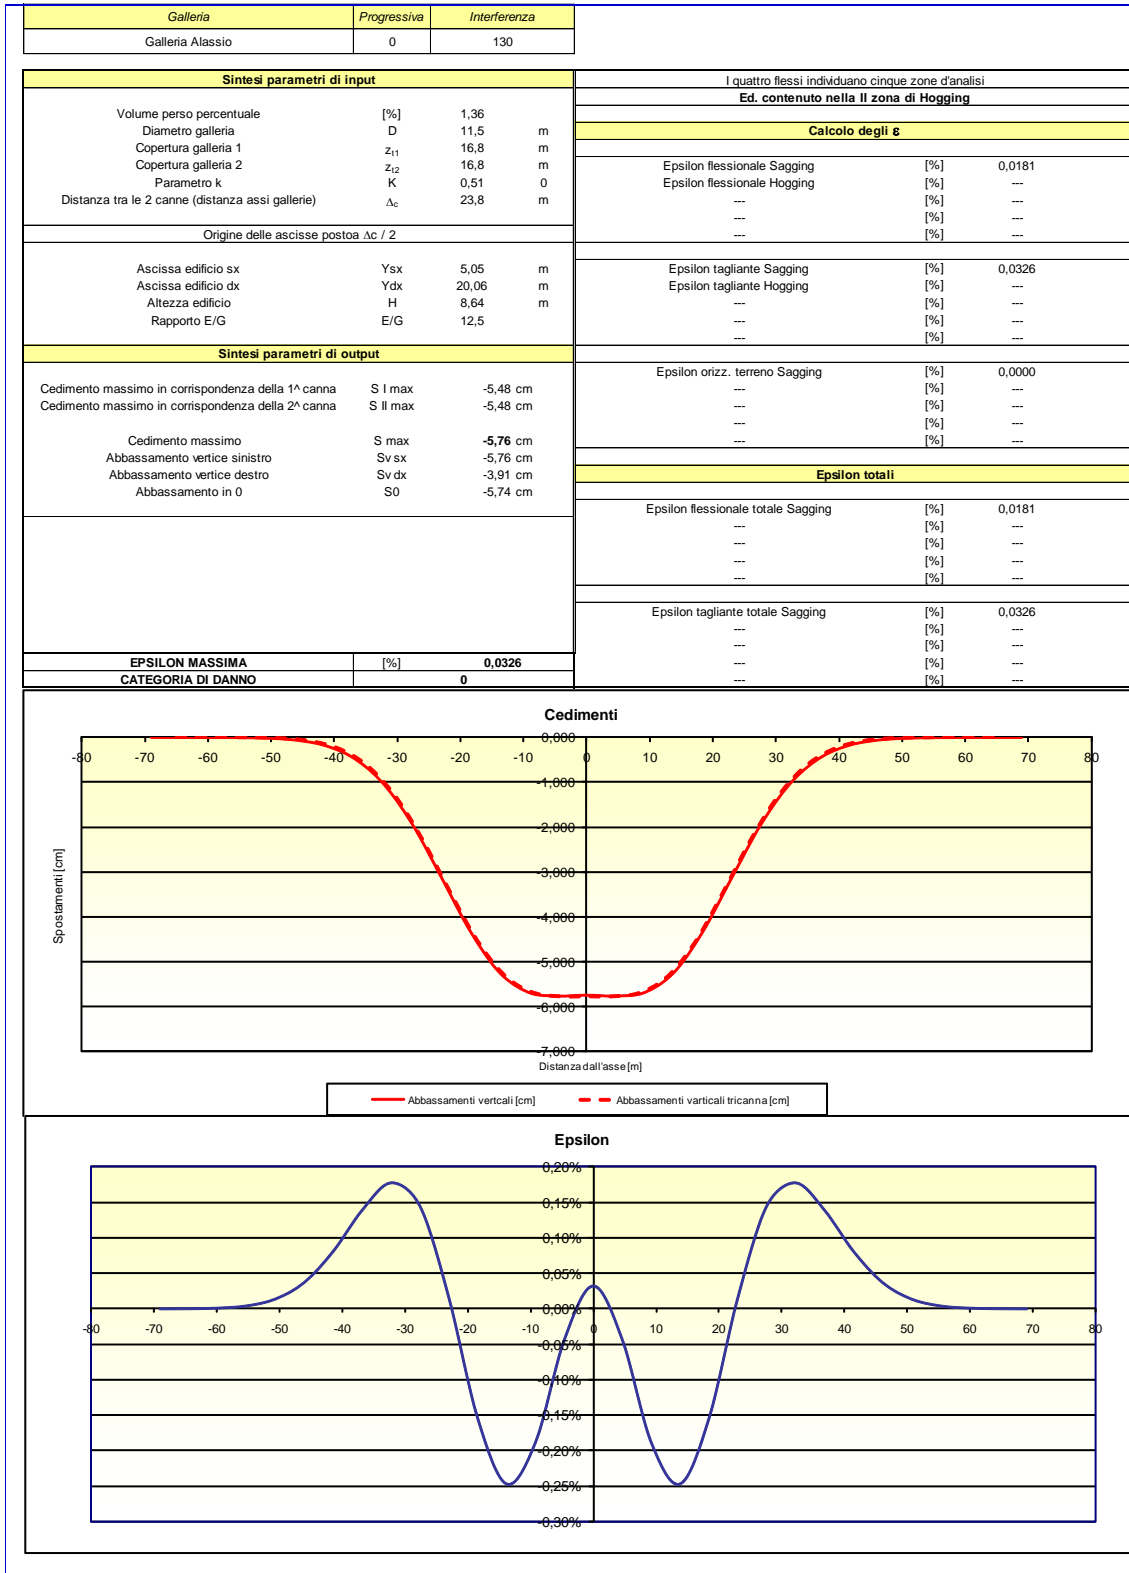 Galleria Progressiva Interferenza
Galleria Alassio 0 130
Sintesi parametri di input
Volume perso percentuale [%] 1,36
Diametro galleria D 11,5 m
Copertura galleria 1 zt1 16,8 m
Copertura galleria 2 zt2 16,8 m
Parametro k K 0,51 0
Distanza tra le 2 canne (distanza assi gallerie) Δc 23,8 m
Origine delle ascisse postoa Δc / 2
Ascissa edificio sx Ysx 5,05 m
Ascissa edificio dx Ydx 20,06 m
Altezza edificio H 8,64 m
Rapporto E/G E/G 12,5
Sintesi parametri di output
Cedimento massimo in corrispondenza della 1^ canna S I max -5,48 cm
Cedimento massimo in corrispondenza della 2^ canna S II max -5,48 cm
Cedimento massimo S max -5,76 cm
Abbassamento vertice sinistro Sv sx -5,76 cm
Abbassamento vertice destro Sv dx -3,91 cm
Abbassamento in 0 S0 -5,74 cm
EPSILON MASSIMA [%] 0,0326
CATEGORIA DI DANNO 0
I quattro flessi individuano cinque zone d'analisi
Ed. contenuto nella II zona di Hogging
Calcolo degli ε
Epsilon flessionale Sagging [%] 0,0181
Epsilon flessionale Hogging [%] ---
--- [%] ---
--- [%] ---
--- [%] ---
Epsilon tagliante Sagging [%] 0,0326
Epsilon tagliante Hogging [%] ---
--- [%] ---
--- [%] ---
--- [%] ---
Epsilon orizz. terreno Sagging [%] 0,0000
--- [%] ---
--- [%] ---
--- [%] ---
--- [%] ---
Epsilon totali
Epsilon flessionale totale Sagging [%] 0,0181
--- [%] ---
--- [%] ---
--- [%] ---
--- [%] ---
Epsilon tagliante totale Sagging [%] 0,0326
--- [%] ---
--- [%] ---
--- [%] ---
--- [%] ---
Cedimenti
0,000
-80 -70 -60 -50 -40 -30 -20 -10 0 10 20 30 40 50 60 70 80
-1,000
-2,000
-3,000
-4,000
-5,000
-6,000
-7,000
Spostamenti [cm]
Distanza dall'asse [m]
Abbassamenti vertcali [cm] Abbassamenti varticali tricanna [cm]
Epsilon
0,20%
0,15%
0,10%
0,05%
0,00%
-80 -70 -60 -50 -40 -30 -20 -10 0 10 20 30 40 50 60 70 80
-0,05%
-0,10%
-0,15%
-0,20%
-0,25%
-0,30%